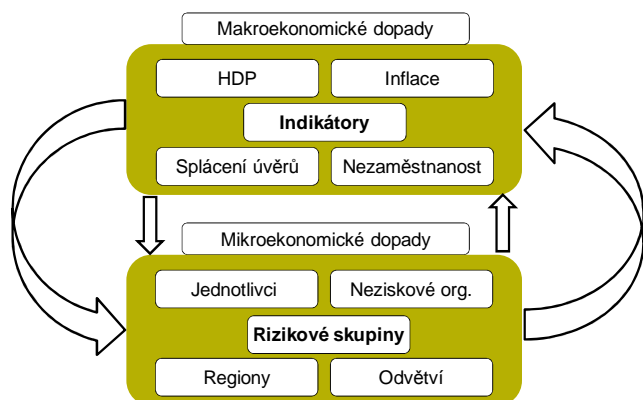 Makroekonomické dopady
HDP
Inflace
Indikátory
Splácení úvěrů
Nezaměstnanost
Mikroekonomické dopady
Jednotlivci
Neziskové org.
Rizikové skupiny
Regiony
Odvětví